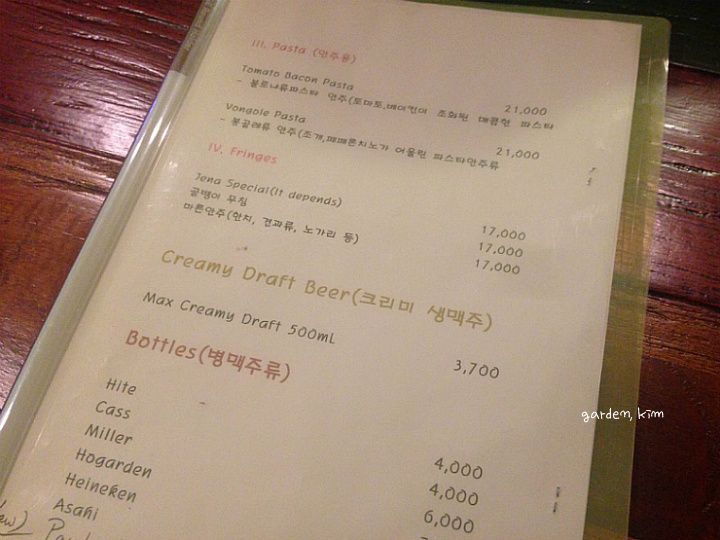 III. Pasta (안주용)
Tomato Bacon Pasta 21,000
- 볼로냐류파스타 안주(토마토,베이컨이 조화된 매콤한 파스타
Vongole Pasta 21,000
- 봉골레류 안주(조개,페페론치노가 어울린 파스타안주류
IV. Fringes
Jena Special(It depends) 17,000
골뱅이 무침 17,000
마른안주(한치, 견과류, 노가리 등) 17,000
Creamy Draft Beer(크리미 생맥주)
Max Creamy Draft 500mL 3,700
Bottles(병맥주류)
Hite 4,000
Cass 4,000
Miller 6,000
Hogarden
Heineken
Asahi
garden, kim